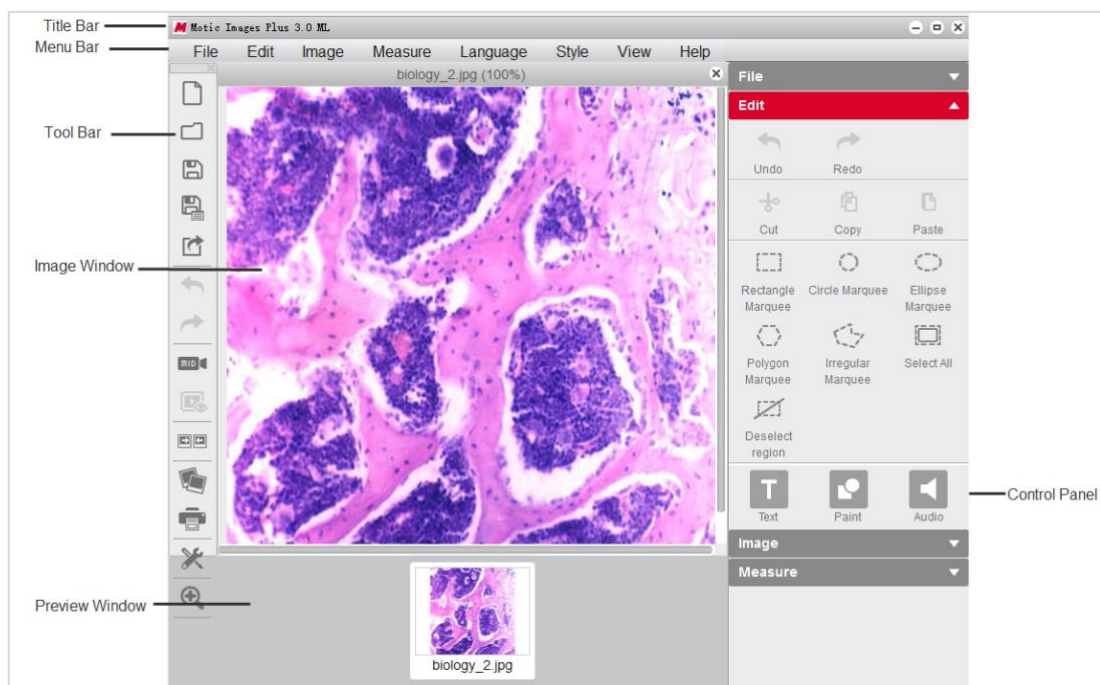 Title Bar
Motic Images Plus 3.0 ML
Menu Bar
File Edit Image Measure Language Style View Help
biology_2.jpg (100%)
File
Edit
Tool Bar
Undo Redo
Cut Copy Paste
Image Window
Rectangle Marquee
Circle Marquee
Ellipse Marquee
Polygon Marquee
Irregular Marquee
Select All
MID
Deselect region
Text Paint Audio
Control Panel
Image
Measure
Preview Window
biology_2.jpg